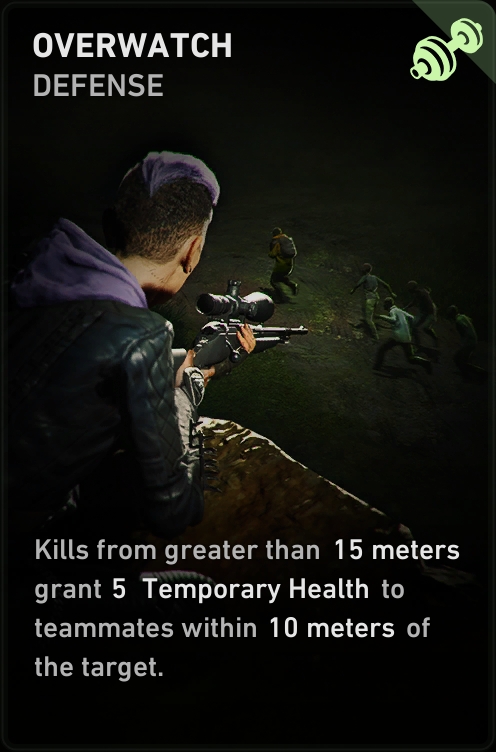 OVERWATCH
DEFENSE
Kills from greater than 15 meters
grant 5 Temporary Health to
teammates within 10 meters of
the target.